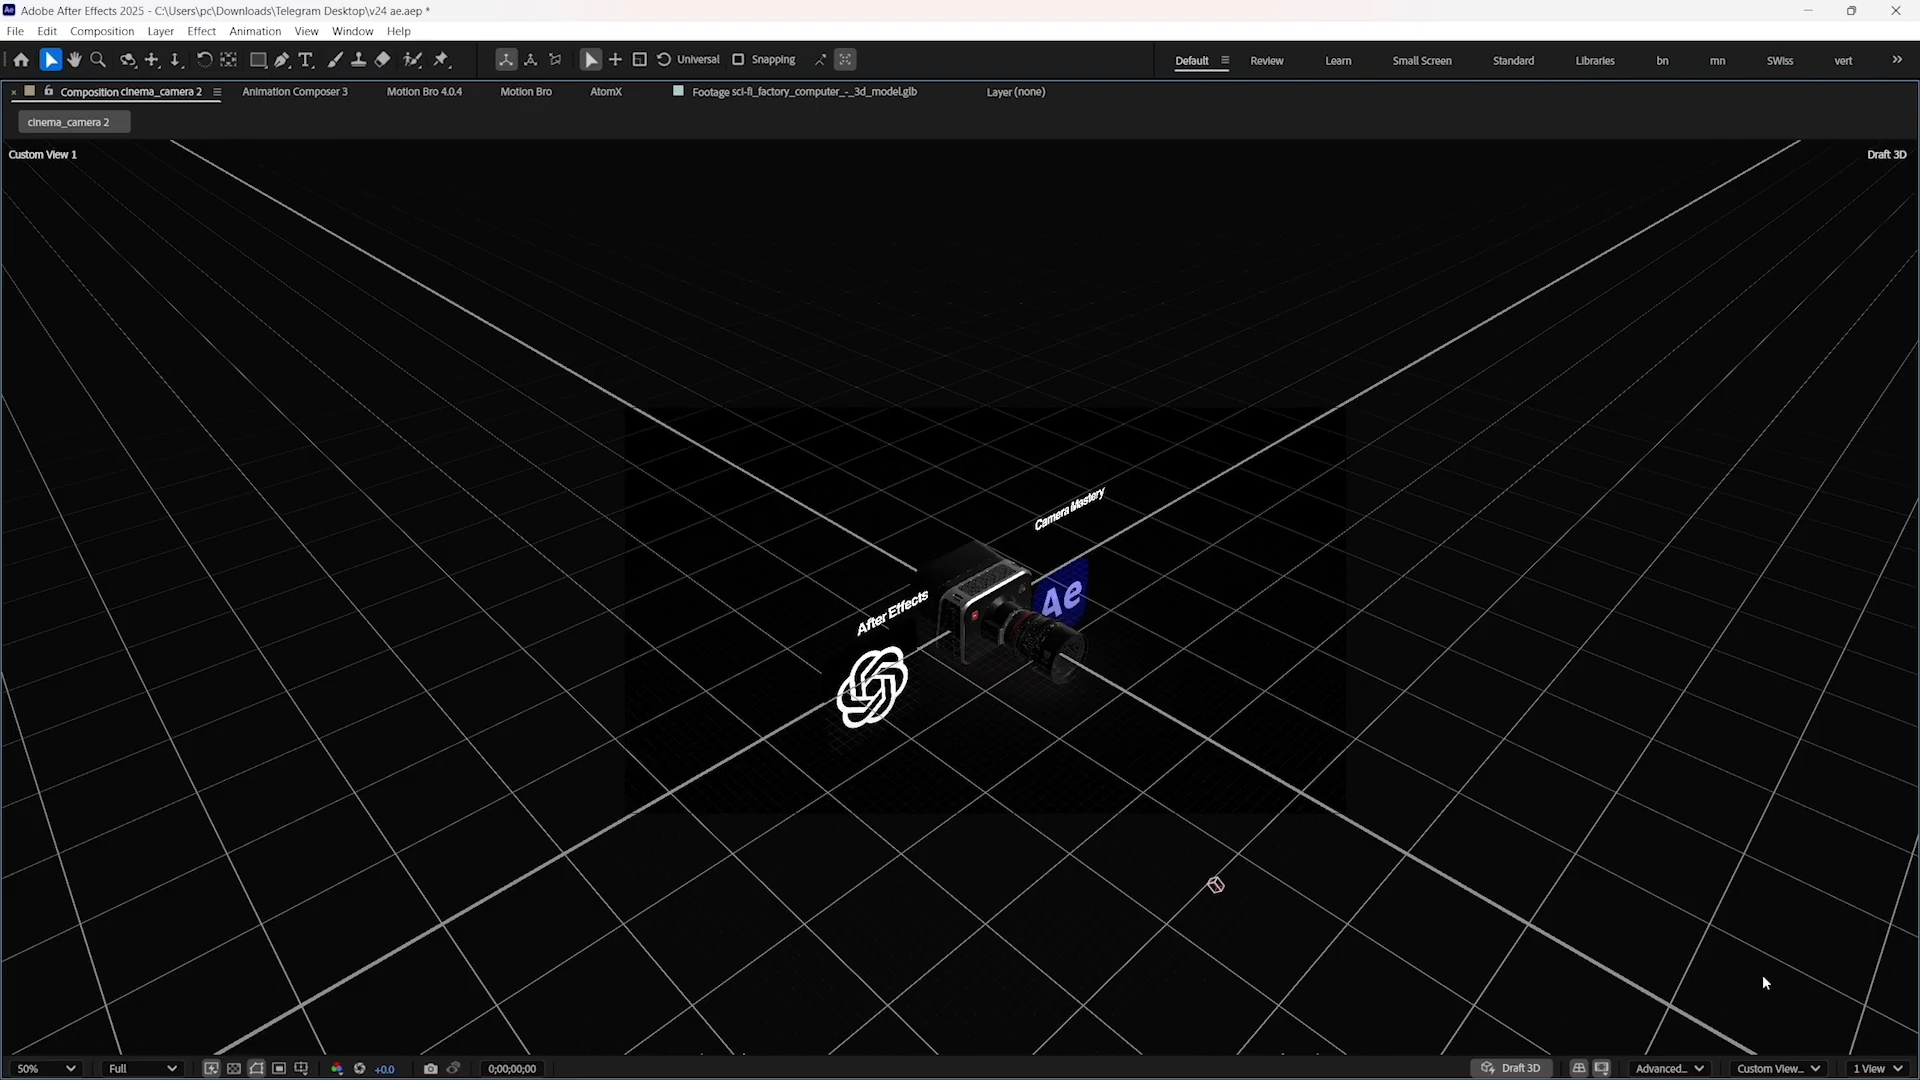 Ae Adobe After Effects 2025 - C:\Users\pc\Downloads\Telegram Desktop\v24 ae.aep *
File Edit Composition Layer Effect Animation View Window Help
Universal Snapping Default Review Learn Small Screen Standard Libraries bn mn SWiss vert
Composition cinema_camera 2 Animation Composer 3 Motion Bro 4.0.4 Motion Bro AtomX Footage sci-fi_factory_computer_-_3d_model.glb Layer (none)
cinema_camera 2
Custom View 1 Draft 3D
Camera Mastery
Ae
After Effects
50% Full +0.0 0;00;00;00 Draft 3D Advanced... Custom View... 1 View